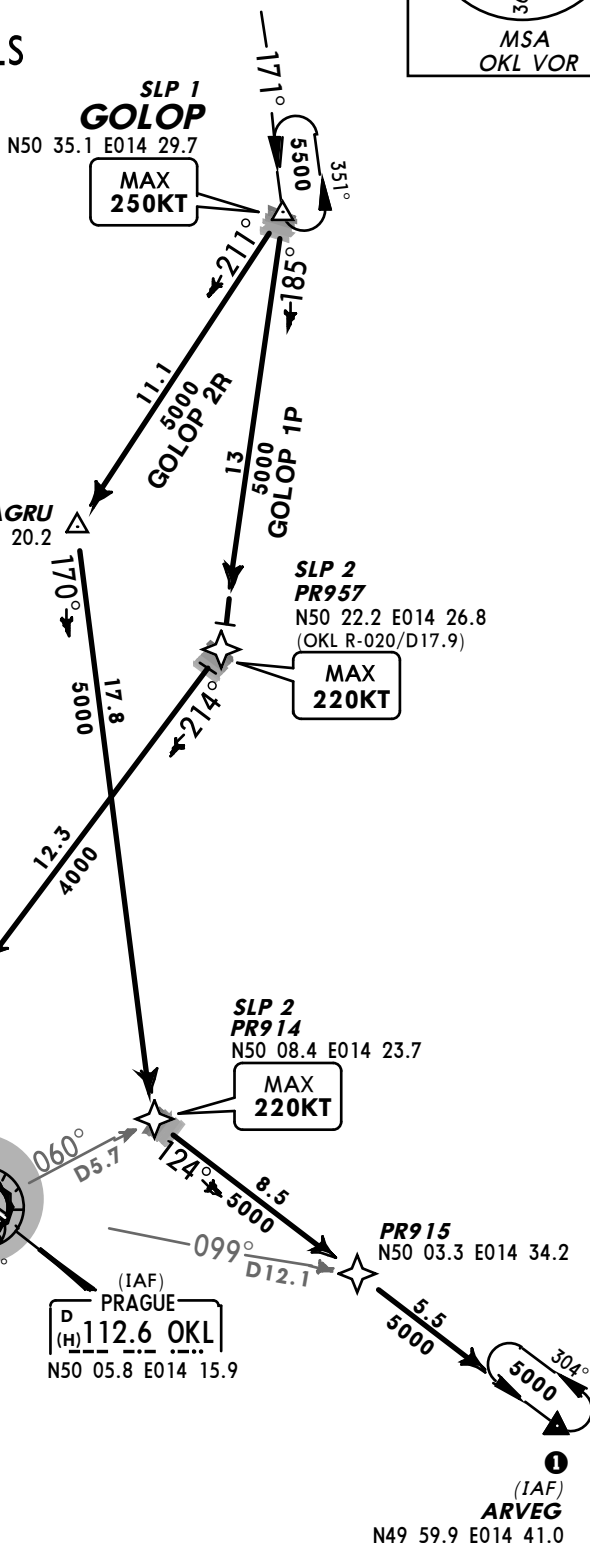 LS
MSA
OKL VOR
171°
SLP 1
GOLOP
N50 35.1 E014 29.7
MAX
250KT
5500
351°
211°
185°
11.1
5000
GOLOP 2R
13
5000
GOLOP 1P
AGRU
20.2
170°
17.8
5000
SLP 2
PR957
N50 22.2 E014 26.8
(OKL R-020/D17.9)
MAX
220KT
214°
12.3
4000
SLP 2
PR914
N50 08.4 E014 23.7
MAX
220KT
060°
D5.7
124°
8.5
5000
099°
D12.1
PR915
N50 03.3 E014 34.2
(IAF)
PRAGUE
D
(H) 112.6 OKL
N50 05.8 E014 15.9
5.5
5000
5000
304°
1
(IAF)
ARVEG
N49 59.9 E014 41.0